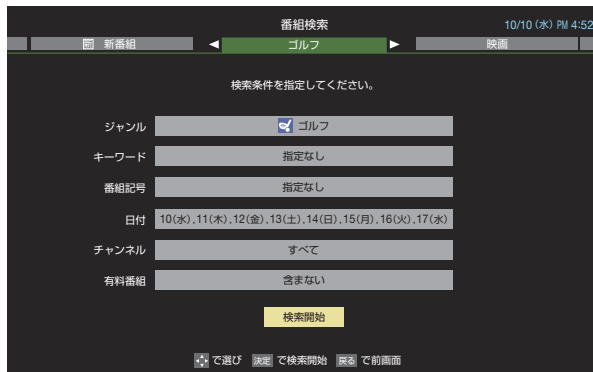 番組検索
10/10 (水) PM 4:52
新番組 ゴルフ 映画
検索条件を指定してください。
ジャンル ゴルフ
キーワード 指定なし
番組記号 指定なし
日付 10(水),11(木),12(金),13(土),14(日),15(月),16(火),17(水)
チャンネル すべて
有料番組 含まない
検索開始
で選び 決定 で検索開始 戻る で前画面